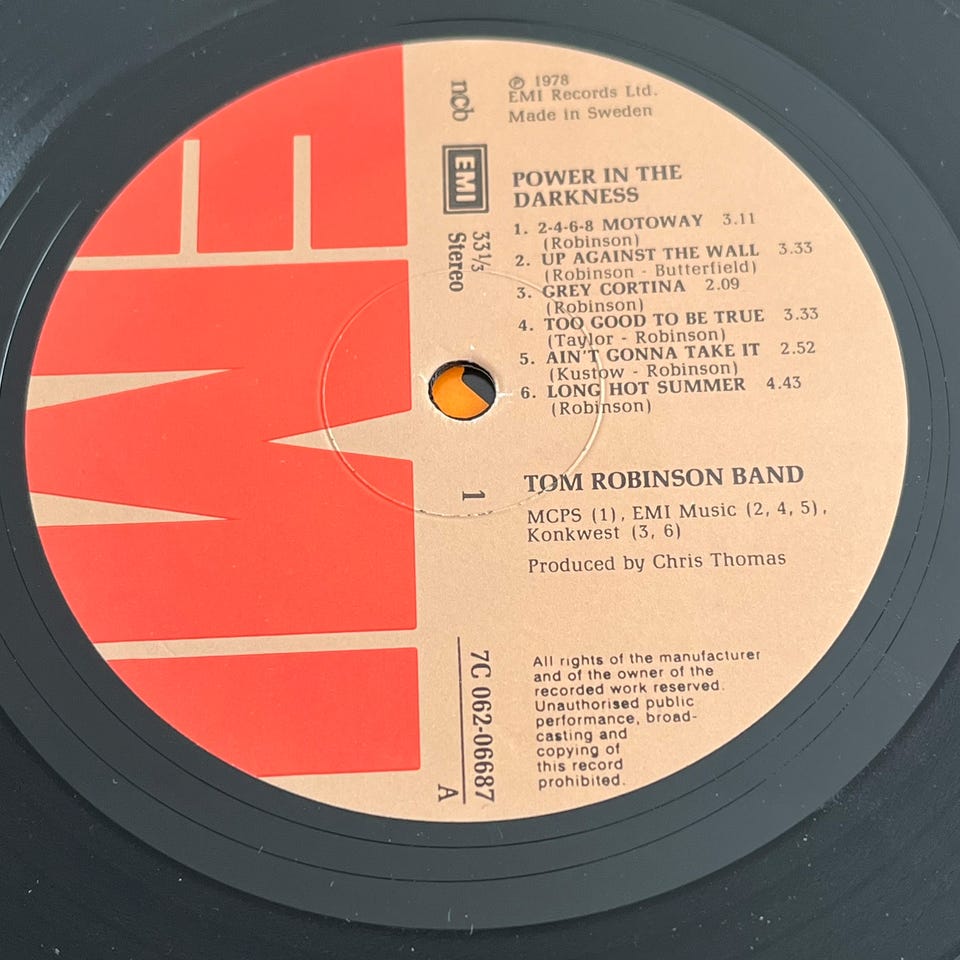 EMI
ncb
EMI
33 1/3
Stereo
1
7C 062-06687
A
℗ 1978
EMI Records Ltd.
Made in Sweden
POWER IN THE
DARKNESS
1. 2-4-6-8 MOTOWAY 3.11
(Robinson)
2. UP AGAINST THE WALL 3.33
(Robinson - Butterfield)
3. GREY CORTINA 2.09
(Robinson)
4. TOO GOOD TO BE TRUE 3.33
(Taylor - Robinson)
5. AIN'T GONNA TAKE IT 2.52
(Kustow - Robinson)
6. LONG HOT SUMMER 4.43
(Robinson)
TOM ROBINSON BAND
MCPS (1), EMI Music (2, 4, 5),
Konkwest (3, 6)
Produced by Chris Thomas
All rights of the manufacturer
and of the owner of the
recorded work reserved.
Unauthorised public
performance, broad-
casting and
copying of
this record
prohibited.